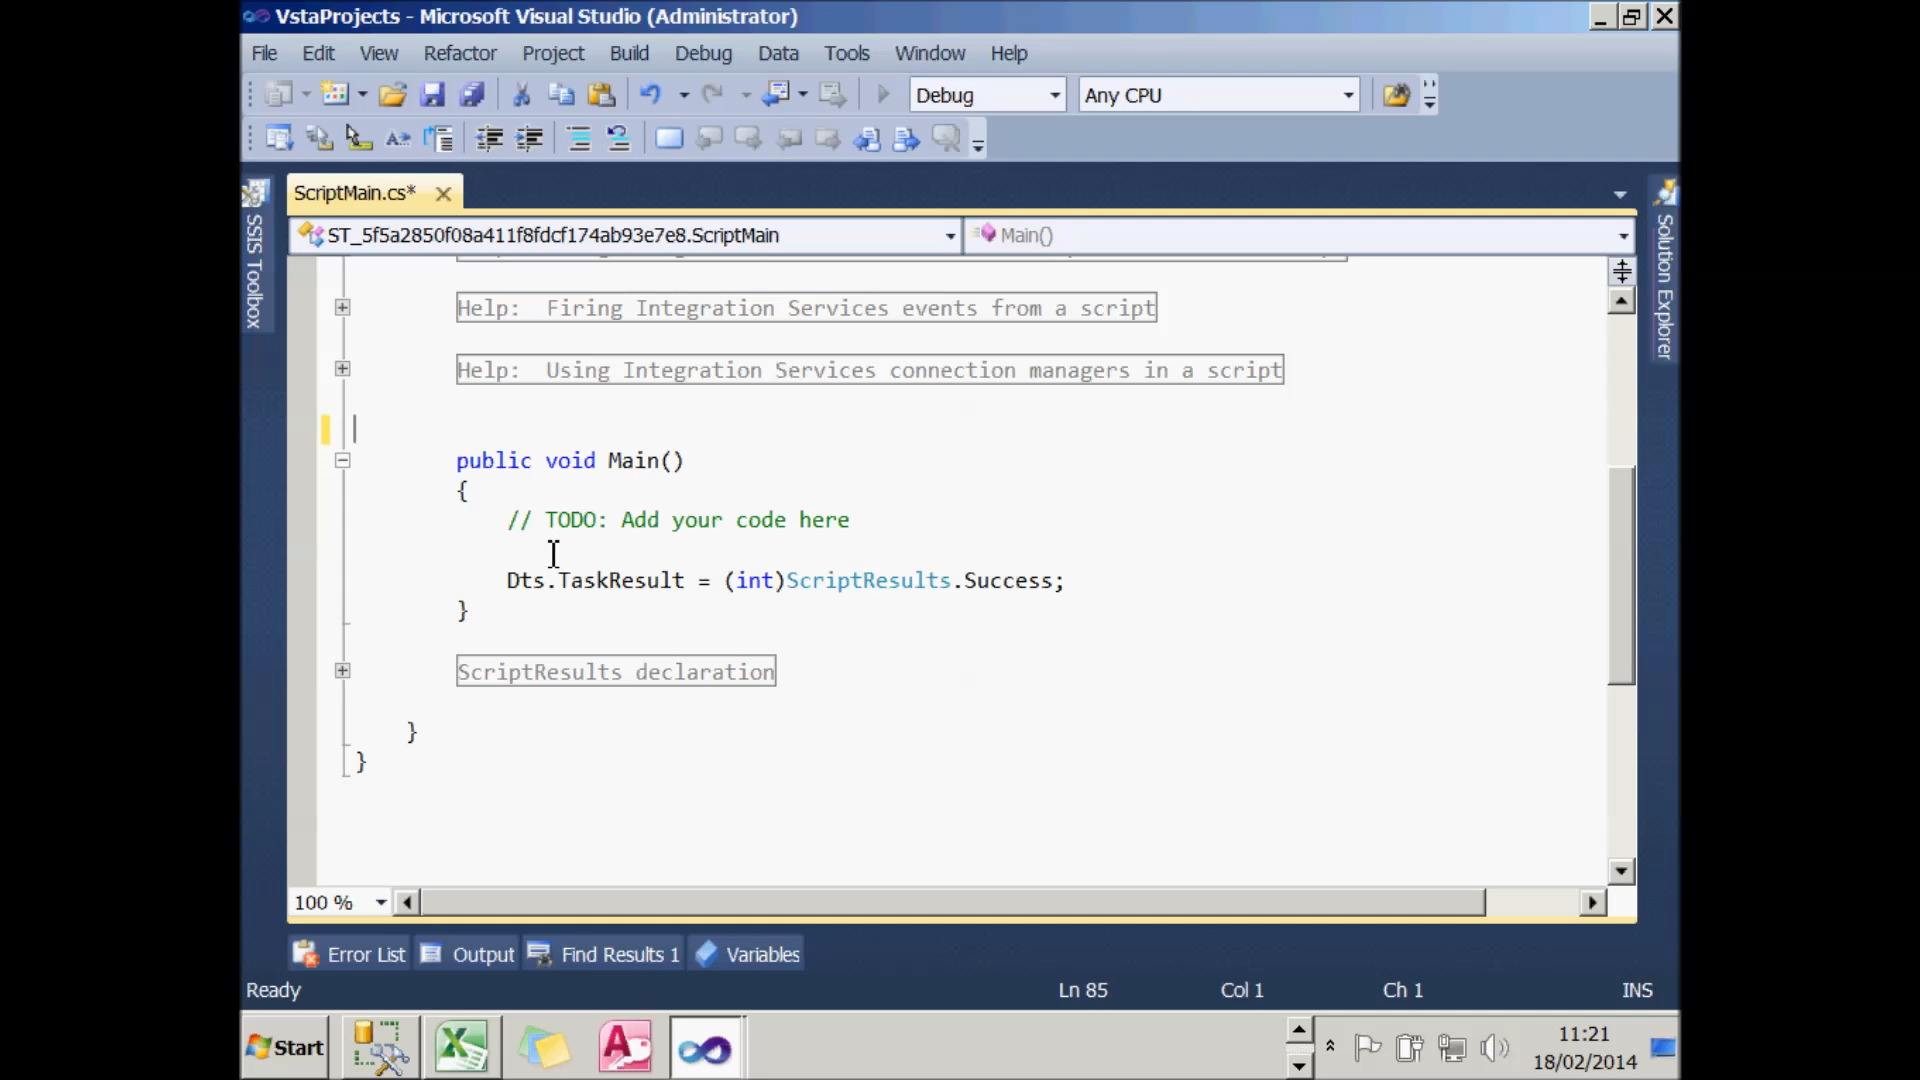 VstaProjects - Microsoft Visual Studio (Administrator)
File Edit View Refactor Project Build Debug Data Tools Window Help
Debug Any CPU
ScriptMain.cs*
SSIS Toolbox
Solution Explorer
ST_5f5a2850f08a411f8fdcf174ab93e7e8.ScriptMain Main()
Help:  Firing Integration Services events from a script
Help:  Using Integration Services connection managers in a script
public void Main()
{
// TODO: Add your code here
Dts.TaskResult = (int)ScriptResults.Success;
}
ScriptResults declaration
}
}
100 %
Error List Output Find Results 1 Variables
Ready Ln 85 Col 1 Ch 1 INS
Start 11:21
18/02/2014